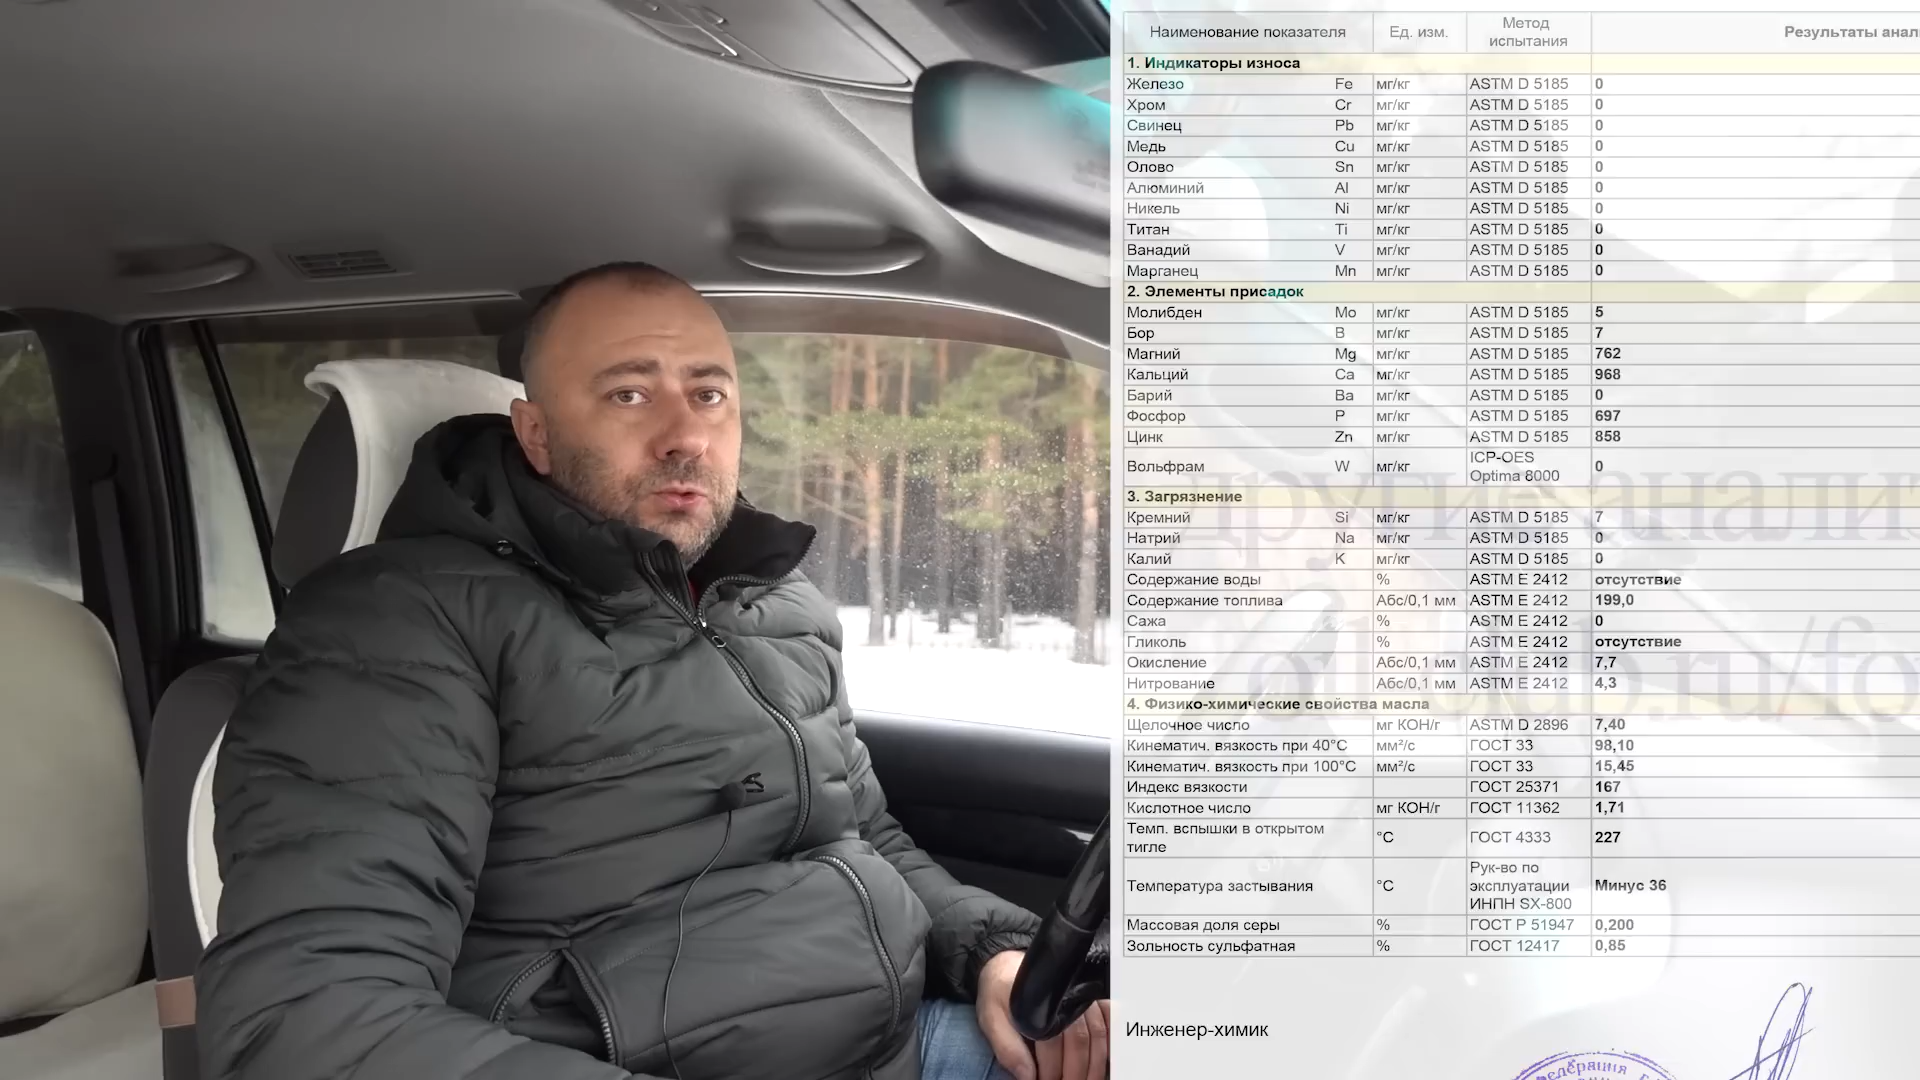 Наименование показателя Ед. изм. Метод испытания Результаты
1. Индикаторы износа
Железо Fe мг/кг ASTM D 5185 0
Хром Cr мг/кг ASTM D 5185 0
Свинец Pb мг/кг ASTM D 5185 0
Медь Cu мг/кг ASTM D 5185 0
Олово Sn мг/кг ASTM D 5185 0
Алюминий Al мг/кг ASTM D 5185 0
Никель Ni мг/кг ASTM D 5185 0
Титан Ti мг/кг ASTM D 5185 0
Ванадий V мг/кг ASTM D 5185 0
Марганец Mn мг/кг ASTM D 5185 0
2. Элементы присадок
Молибден Mo мг/кг ASTM D 5185 5
Бор B мг/кг ASTM D 5185 7
Магний Mg мг/кг ASTM D 5185 762
Кальций Ca мг/кг ASTM D 5185 968
Барий Ba мг/кг ASTM D 5185 0
Фосфор P мг/кг ASTM D 5185 697
Цинк Zn мг/кг ASTM D 5185 858
Вольфрам W мг/кг ICP-OES Optima 8000 0
3. Загрязнение
Кремний Si мг/кг ASTM D 5185 7
Натрий Na мг/кг ASTM D 5185 0
Калий K мг/кг ASTM D 5185 0
Содержание воды % ASTM E 2412 отсутствие
Содержание топлива Абс/0,1 мм ASTM E 2412 199,0
Сажа % ASTM E 2412 0
Гликоль % ASTM E 2412 отсутствие
Окисление Абс/0,1 мм ASTM E 2412 7,7
Нитрование Абс/0,1 мм ASTM E 2412 4,3
4. Физико-химические свойства масла
Щелочное число мг КОН/г ASTM D 2896 7,40
Кинематич. вязкость при 40°С мм²/с ГОСТ 33 98,10
Кинематич. вязкость при 100°С мм²/с ГОСТ 33 15,45
Индекс вязкости ГОСТ 25371 167
Кислотное число мг КОН/г ГОСТ 11362 1,71
Темп. вспышки в открытом тигле °С ГОСТ 4333 227
Температура застывания °С Рук-во по эксплуатации ИНПН SX-800 Минус 36
Массовая доля серы % ГОСТ Р 51947 0,200
Зольность сульфатная % ГОСТ 12417 0,85
Инженер-химик